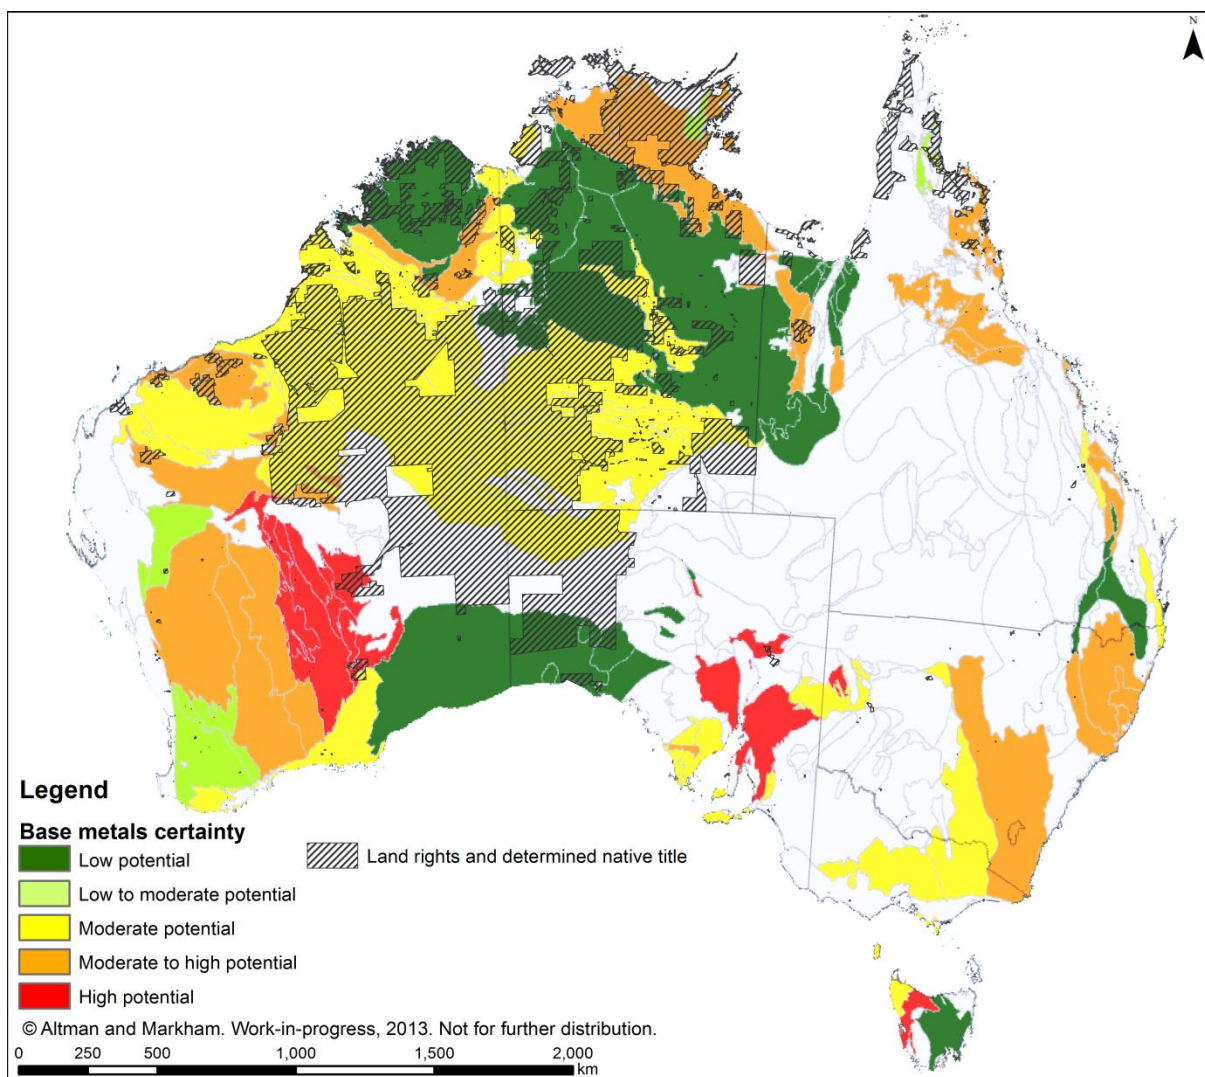 N
Legend
Base metals certainty
Low potential
Land rights and determined native title
Low to moderate potential
Moderate potential
Moderate to high potential
High potential
© Altman and Markham. Work-in-progress, 2013. Not for further distribution.
0 250 500 1,000 1,500 2,000
km